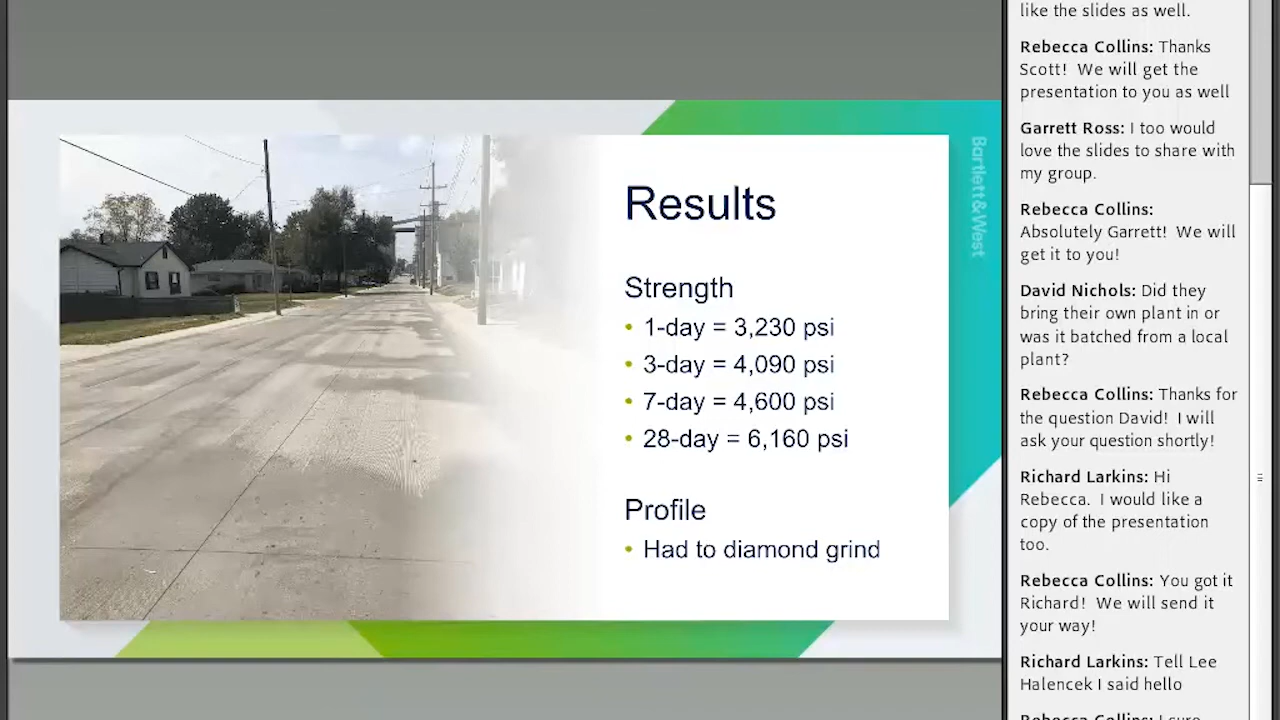 Results
Strength
• 1-day = 3,230 psi
• 3-day = 4,090 psi
• 7-day = 4,600 psi
• 28-day = 6,160 psi
Profile
• Had to diamond grind
Bartlett&West
like the slides as well.
Rebecca Collins: Thanks
Scott!  We will get the
presentation to you as well
Garrett Ross: I too would
love the slides to share with
my group.
Rebecca Collins:
Absolutely Garrett!  We will
get it to you!
David Nichols: Did they
bring their own plant in or
was it batched from a local
plant?
Rebecca Collins: Thanks for
the question David!  I will
ask your question shortly!
Richard Larkins: Hi
Rebecca.  I would like a
copy of the presentation
too.
Rebecca Collins: You got it
Richard!  We will send it
your way!
Richard Larkins: Tell Lee
Halencek I said hello
Rebecca Collins: I sure